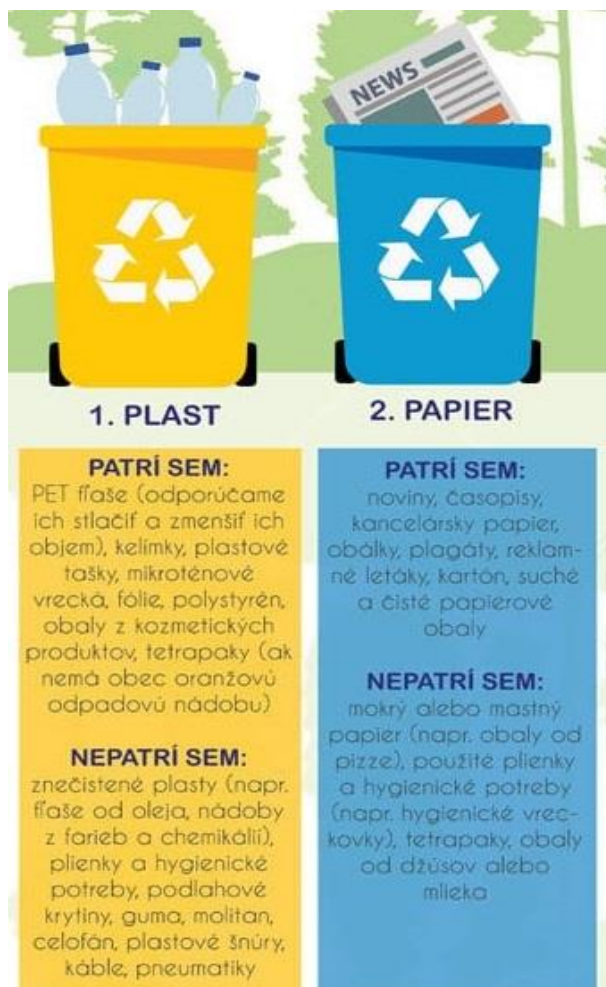 NEWS
1. PLAST
PATRÍ SEM:
PET fľaše (odporúčame
ich stlačiť a zmenšiť ich
objem), kelímky, plastové
tašky, mikroténové
vrecká, fólie, polystyrén,
obaly z kozmetických
produktov, tetrapaky (ak
nemá obec oranžovú
odpadovú nádobu)
NEPATRÍ SEM:
znečistené plasty (napr.
fľaše od oleja, nádoby
z farieb a chemikálií),
plienky a hygienické
potreby, podlahové
krytiny, guma, molitan,
celofán, plastové šnúry,
káble, pneumatiky
2. PAPIER
PATRÍ SEM:
noviny, časopisy,
kancelársky papier,
obálky, plagáty, reklam-
né letáky, kartón, suché
a čisté papierové
obaly
NEPATRÍ SEM:
mokrý alebo mastný
papier (napr. obaly od
pizze), použité plienky
a hygienické potreby
(napr. hygienické vrec-
kovky), tetrapaky, obaly
od džúsov alebo
mlieka